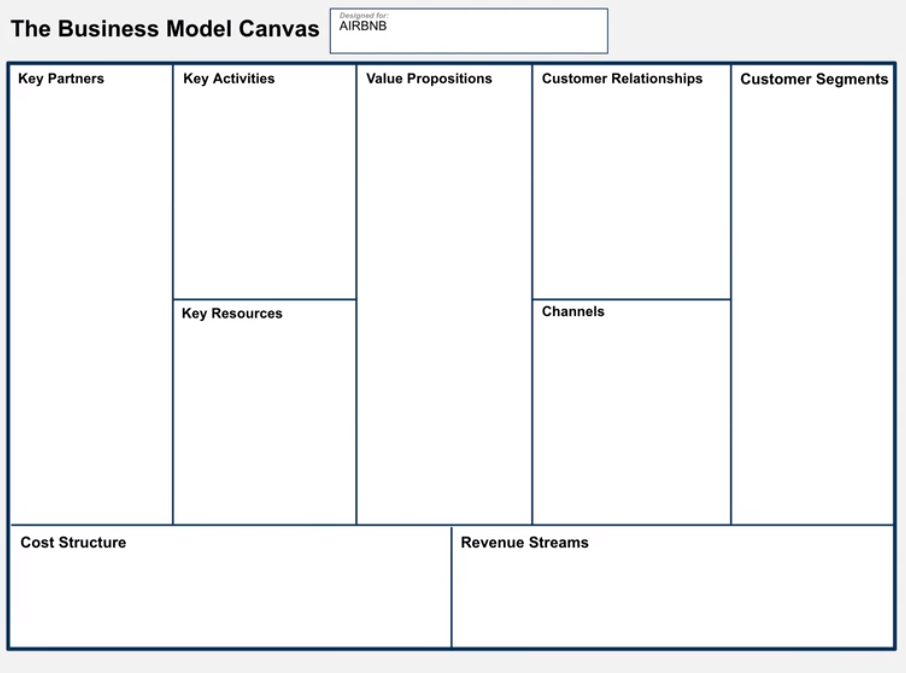 The Business Model Canvas
Designed for:
AIRBNB
Key Partners
Key Activities
Value Propositions
Customer Relationships
Customer Segments
Key Resources
Channels
Cost Structure
Revenue Streams